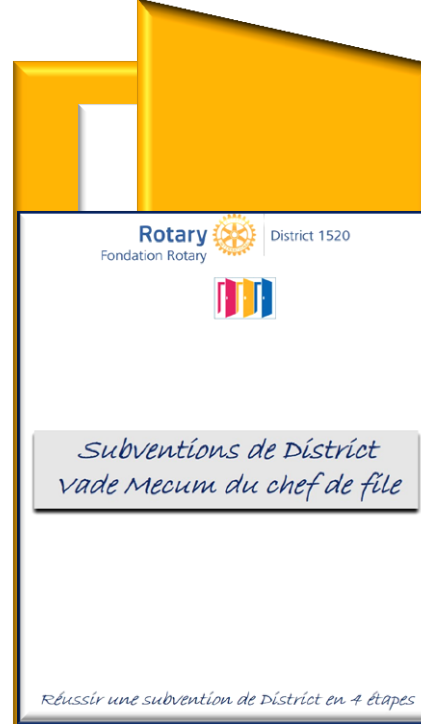 Rotary
District 1520
Fondation Rotary
Subventions de District
Vade Mecum du chef de file
Réussir une subvention de District en 4 étapes